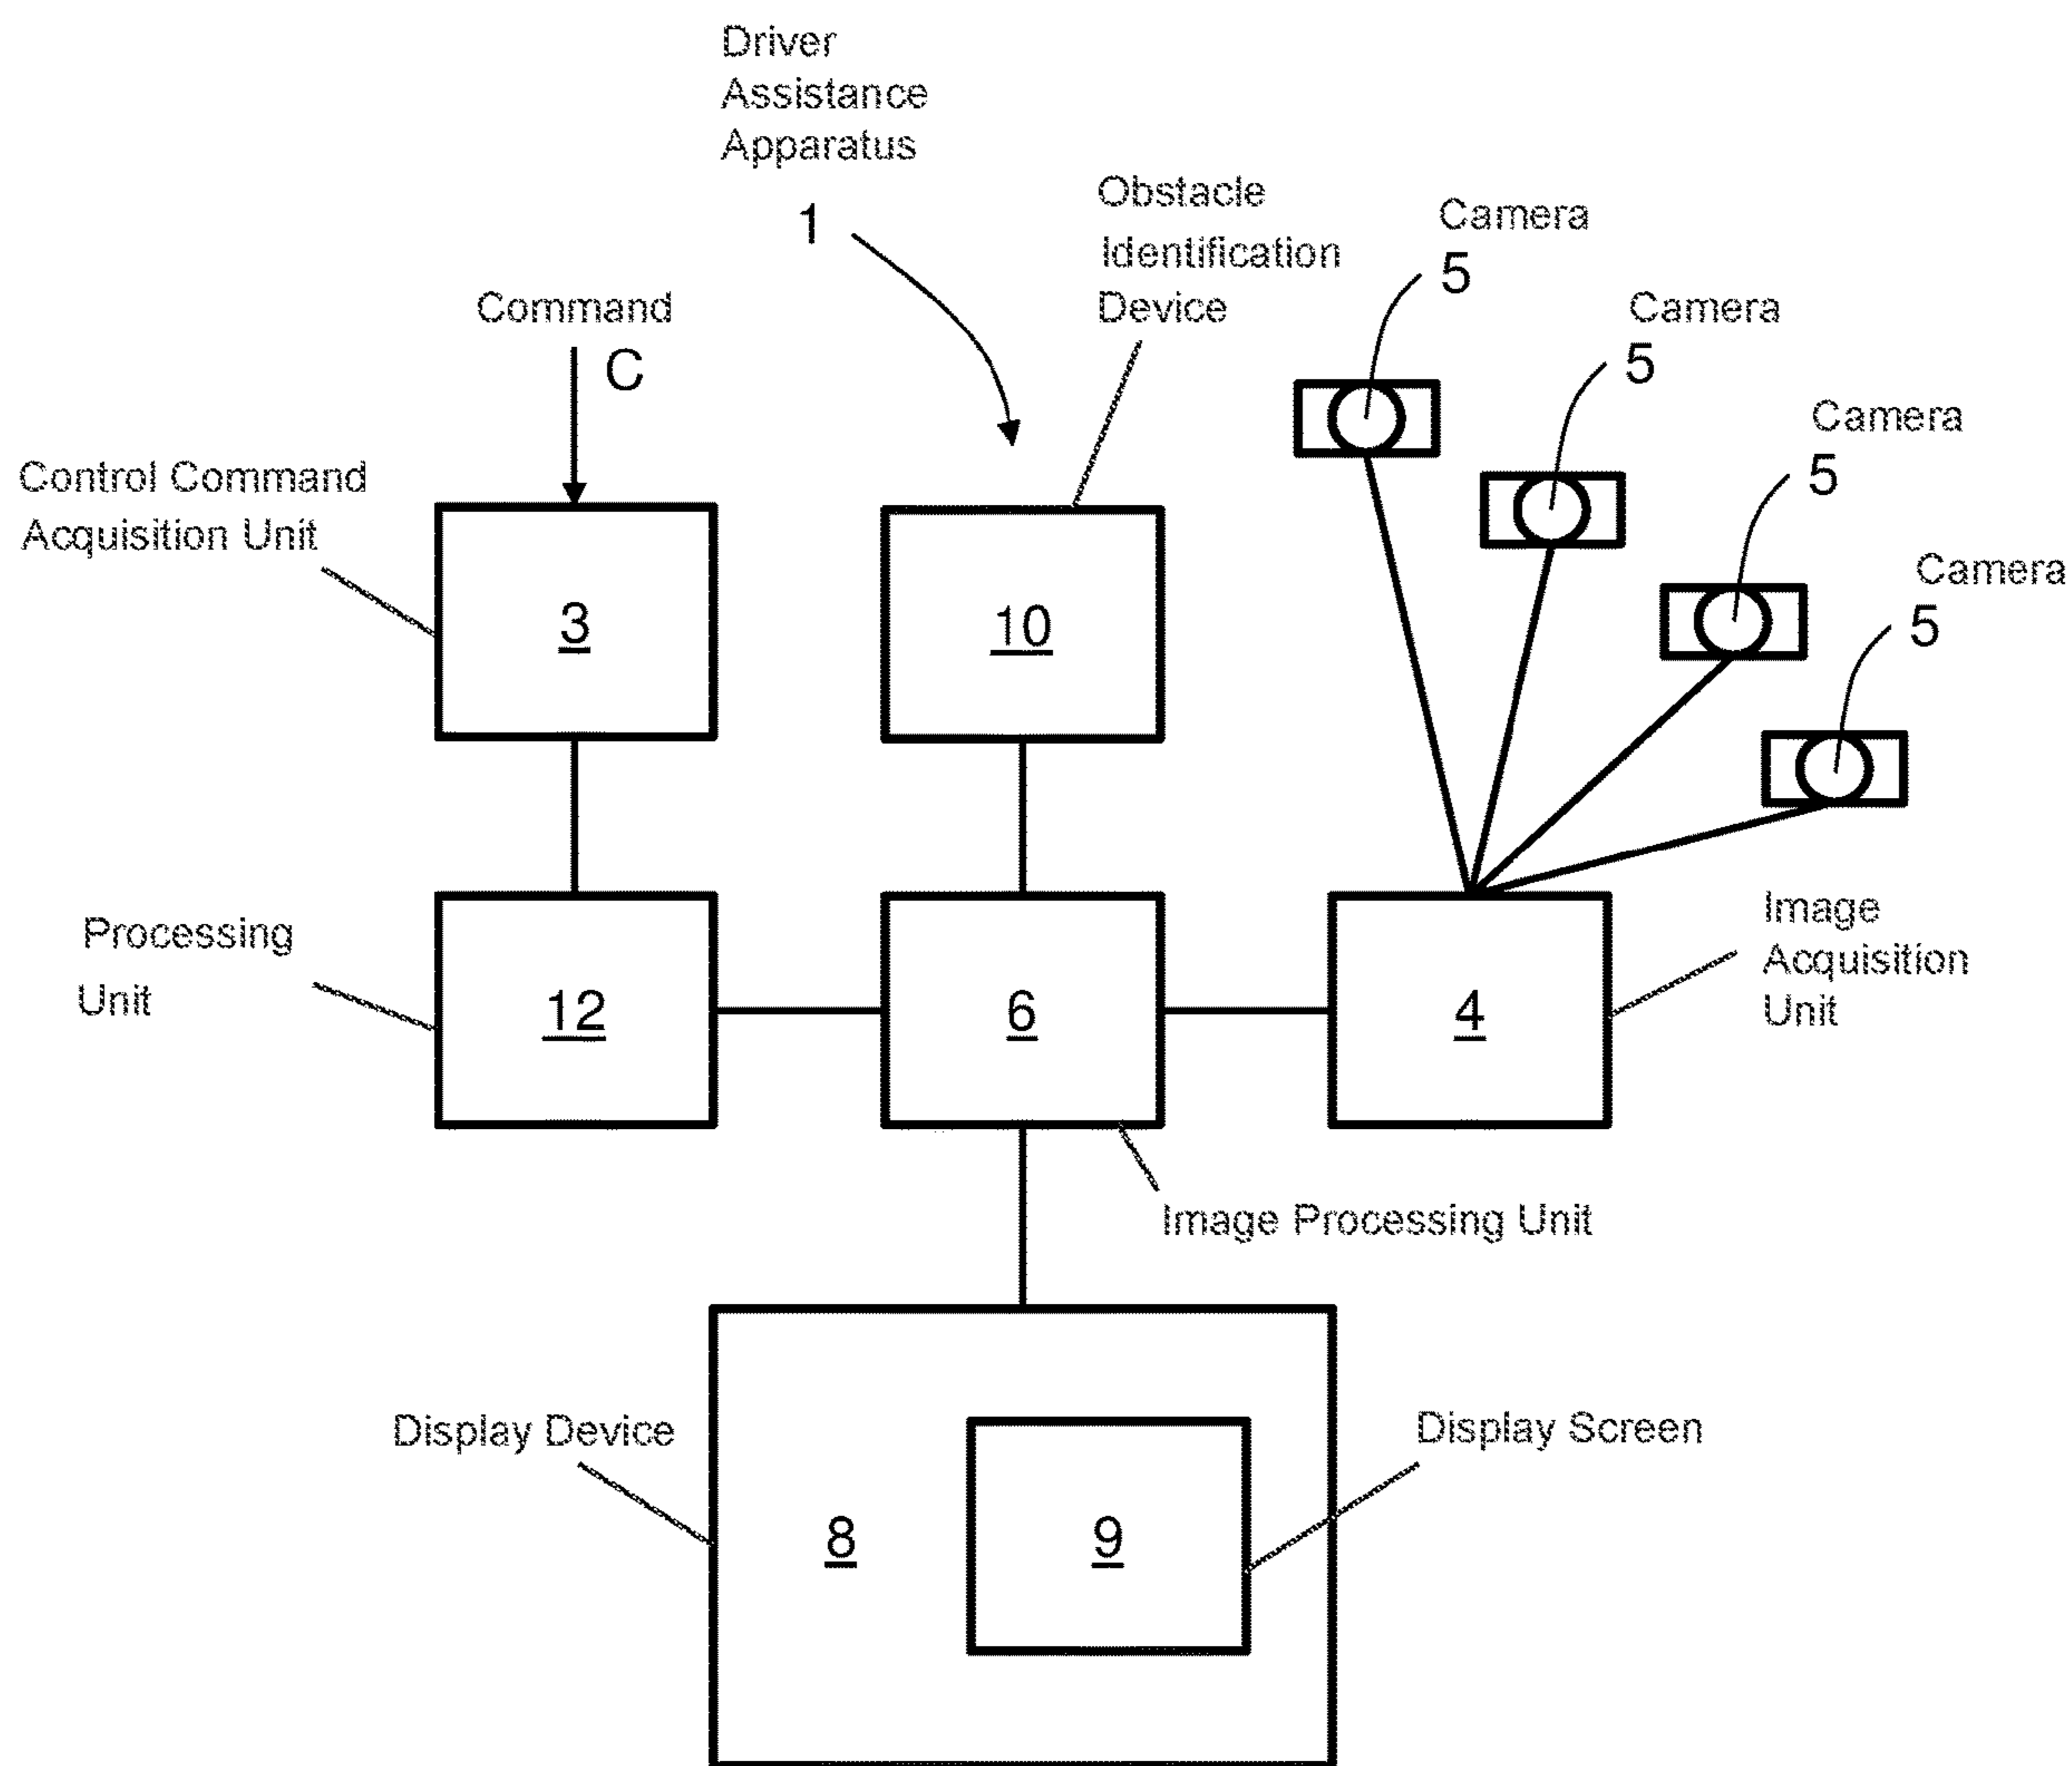 Driver
Assistance
Apparatus
1
Obstacle
Identification
Device
Camera
5
Camera
5
Camera
5
Camera
5
Command
C
Control Command
Acquisition Unit
3
10
Processing
Unit
12
6
4
Image
Acquisition
Unit
Image Processing Unit
Display Device
Display Screen
8
9